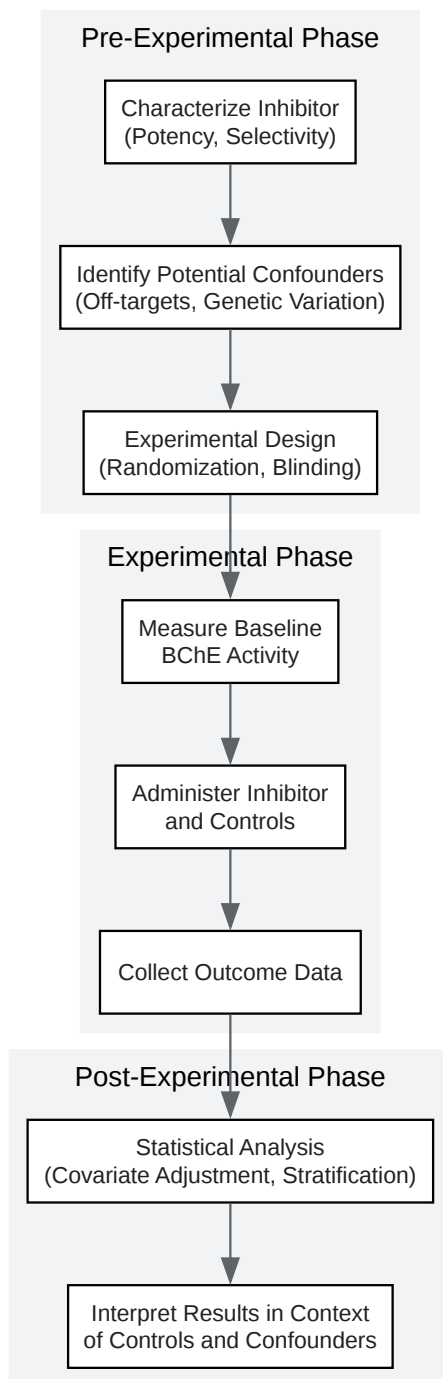 Pre-Experimental Phase
Characterize Inhibitor
(Potency, Selectivity)
Identify Potential Confounders
(Off-targets, Genetic Variation)
Experimental Design
(Randomization, Blinding)
Experimental Phase
Measure Baseline
BChE Activity
Administer Inhibitor
and Controls
Collect Outcome Data
Post-Experimental Phase
Statistical Analysis
(Covariate Adjustment, Stratification)
Interpret Results in Context
of Controls and Confounders